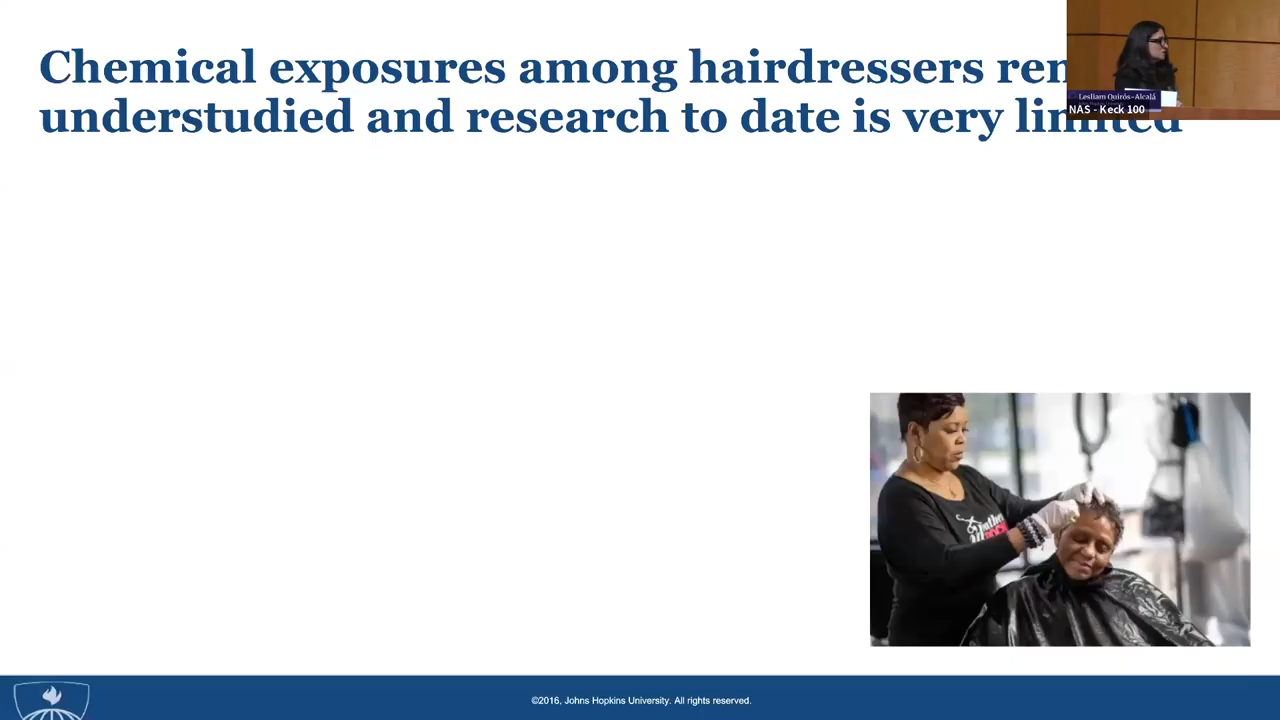 Chemical exposures among hairdressers
understudied and research to date is very limited
Lesliam Quirós-Alcalá
NAS - Keck 100
©2016, Johns Hopkins University. All rights reserved.